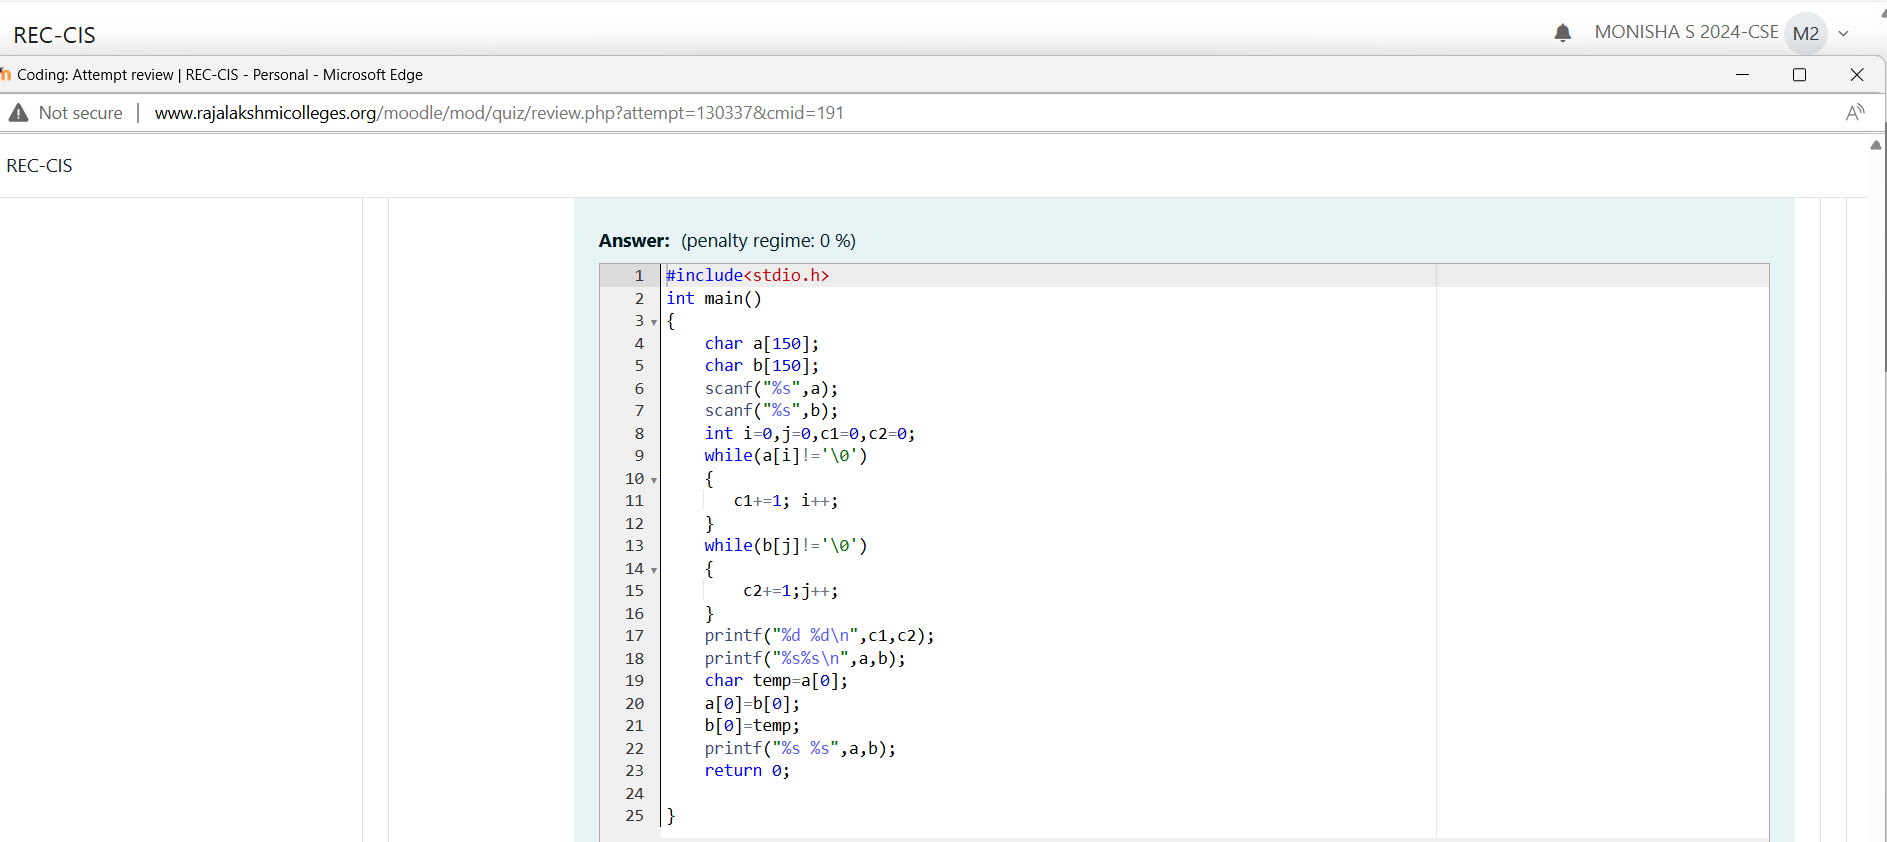 REC-CIS
MONISHA S 2024-CSE M2
Coding: Attempt review | REC-CIS - Personal - Microsoft Edge
Not secure www.rajalakshmicolleges.org/moodle/mod/quiz/review.php?attempt=130337&cmid=191
REC-CIS
Answer: (penalty regime: 0 %)
1 #include<stdio.h>
2 int main()
3 {
4 char a[150];
5 char b[150];
6 scanf("%s",a);
7 scanf("%s",b);
8 int i=0,j=0,c1=0,c2=0;
9 while(a[i]!='\0')
10 {
11 c1+=1; i++;
12 }
13 while(b[j]!='\0')
14 {
15 c2+=1;j++;
16 }
17 printf("%d %d\n",c1,c2);
18 printf("%s%s\n",a,b);
19 char temp=a[0];
20 a[0]=b[0];
21 b[0]=temp;
22 printf("%s %s",a,b);
23 return 0;
24
25 }